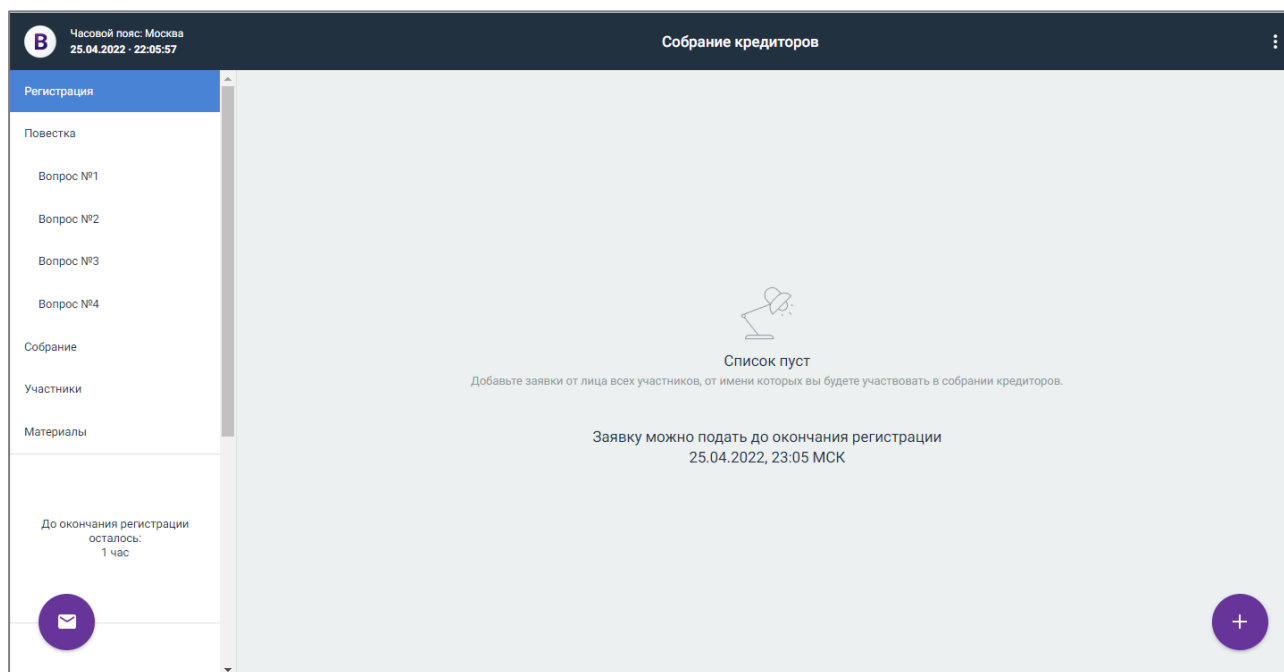 B
Часовой пояс: Москва
25.04.2022 · 22:05:57
Собрание кредиторов
Регистрация
Повестка
Вопрос №1
Вопрос №2
Вопрос №3
Вопрос №4
Собрание
Участники
Материалы
До окончания регистрации
осталось:
1 час
Список пуст
Добавьте заявки от лица всех участников, от имени которых вы будете участвовать в собрании кредиторов.
Заявку можно подать до окончания регистрации
25.04.2022, 23:05 МСК
+